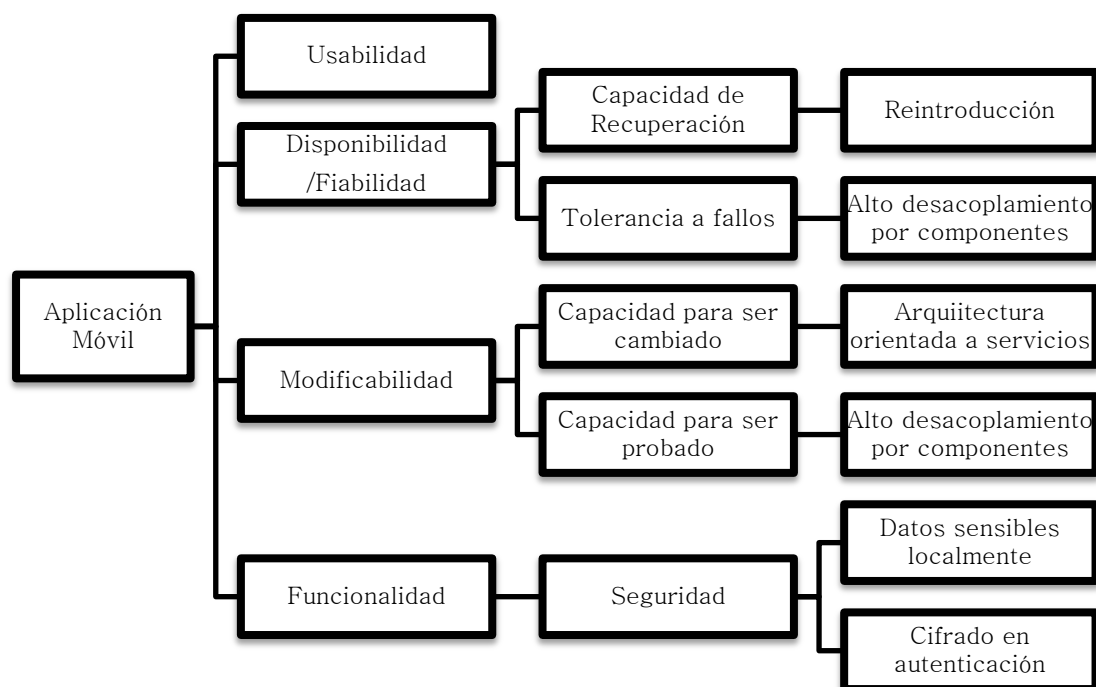 Aplicación
Móvil
Usabilidad
Disponibilidad
/Fiabilidad
Capacidad de
Recuperación
Reintroducción
Tolerancia a fallos
Alto desacoplamiento
por componentes
Modificabilidad
Capacidad para ser
cambiado
Arquiitectura
orientada a servicios
Capacidad para ser
probado
Alto desacoplamiento
por componentes
Funcionalidad
Seguridad
Datos sensibles
localmente
Cifrado en
autenticación